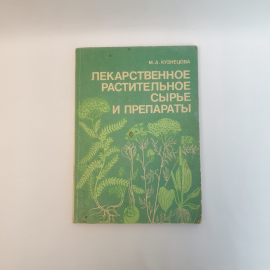 М. А. КУЗНЕЦОВА
ЛЕКАРСТВЕННОЕ
РАСТИТЕЛЬНОЕ
СЫРЬЕ
И ПРЕПАРАТЫ